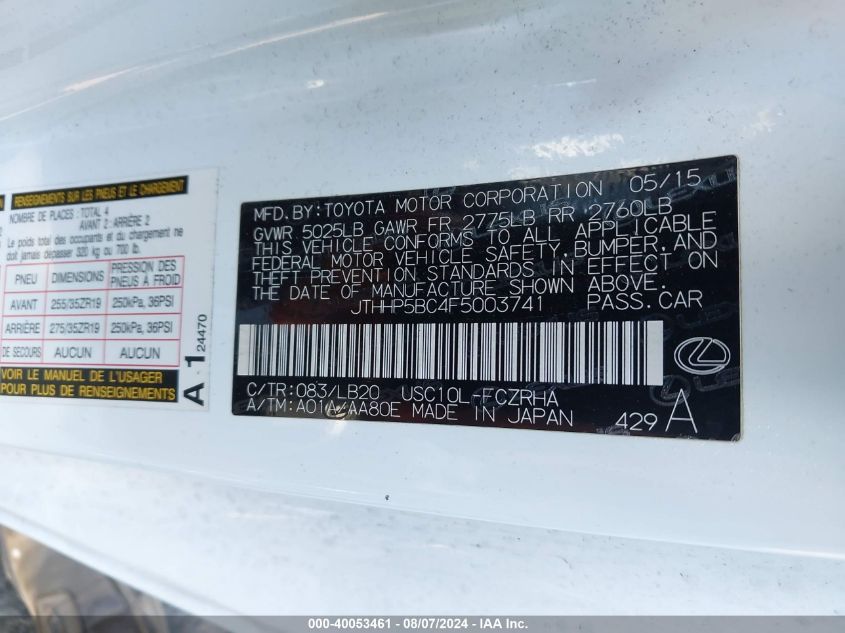 RENSEIGNEMENTS SUR LES PNEUS ET LE CHARGEMENT
NOMBRE DE PLACES: TOTAL 4
AVANT 2 : ARRIÈRE 2
Le poids total des occupants et du chargement ne
doit jamais dépasser 320 kg ou 700 lb.
PNEU DIMENSIONS PRESSION DES PNEUS À FROID
AVANT 255/35ZR19 250kPa, 36PSI
ARRIÈRE 275/35ZR19 250kPa, 36PSI
DE SECOURS AUCUN AUCUN
VOIR LE MANUEL DE L'USAGER
PLUS DE RENSEIGNEMENTS
A 1 24470
MFD.BY:TOYOTA MOTOR CORPORATION 05/15
GVWR 5025LB GAWR FR 2775LB RR 2760LB
THIS VEHICLE CONFORMS TO ALL APPLICABLE
FEDERAL MOTOR VEHICLE SAFETY, BUMPER, AND
THEFT PREVENTION STANDARDS IN EFFECT ON
THE DATE OF MANUFACTURE SHOWN ABOVE.
JTHHP5BC4F5003741 PASS.CAR
C/TR:083/LB20 USC10L-FCZRHA
A/TM:A01A/AA80E MADE IN JAPAN
429 A
000-40053461 - 08/07/2024 - IAA Inc.